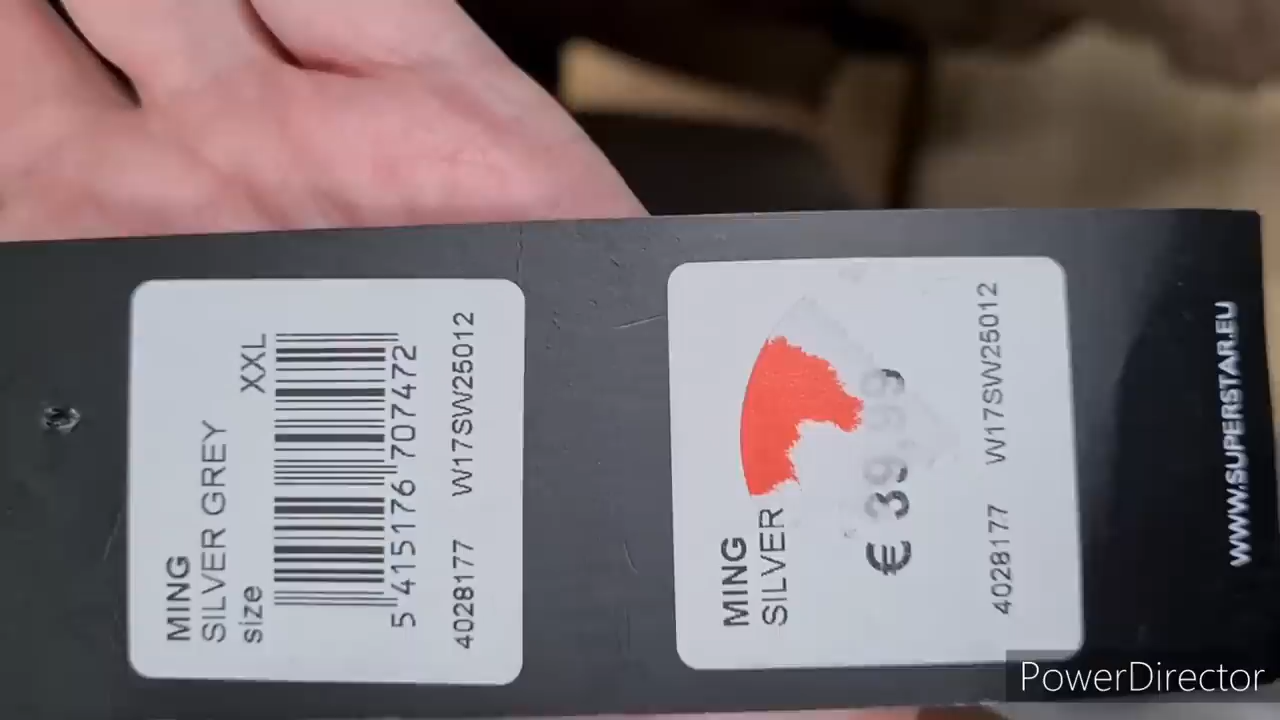 MING
SILVER GREY
size XXL
5 415176 707472
4028177 W17SW25012
MING
SILVER
€ 39,99
4028177 W17SW25012
WWW.SUPERSTAR.EU
PowerDirector